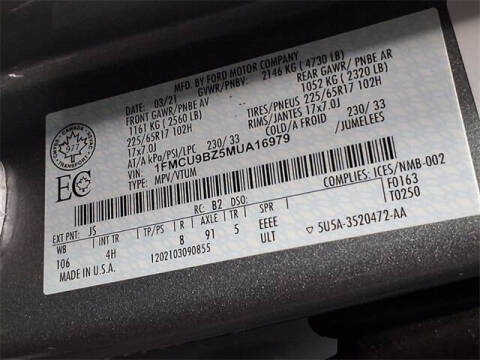 MFD. BY FORD MOTOR COMPANY
DATE: 03/21 GVWR/PNBV: 2146 KG ( 4730 LB)
FRONT GAWR/PNBE AV REAR GAWR/ PNBE AR
1161 KG ( 2560 LB) 1052 KG ( 2320 LB)
225/65R17 102H TIRES/PNEUS 225/65R17 102H
17x7.0J RIMS/JANTES 17x7.0J
AT/A kPa/PSI/LPC 230/ 33 COLD/A FROID 230/ 33
VIN: 1FMCU9BZ5MUA16979 /JUMELEES
TYPE: MPV/VTUM
EC
COMPLIES: ICES/NMB-002
EXT PNT: JS RC: B2 DSO: F0163
WB INT TR TP/PS R AXLE TR SPR T0250
106 4H 8 91 5 EEEE
MADE IN U.S.A. 1202103090855 ULT 5U5A-3520472-AA